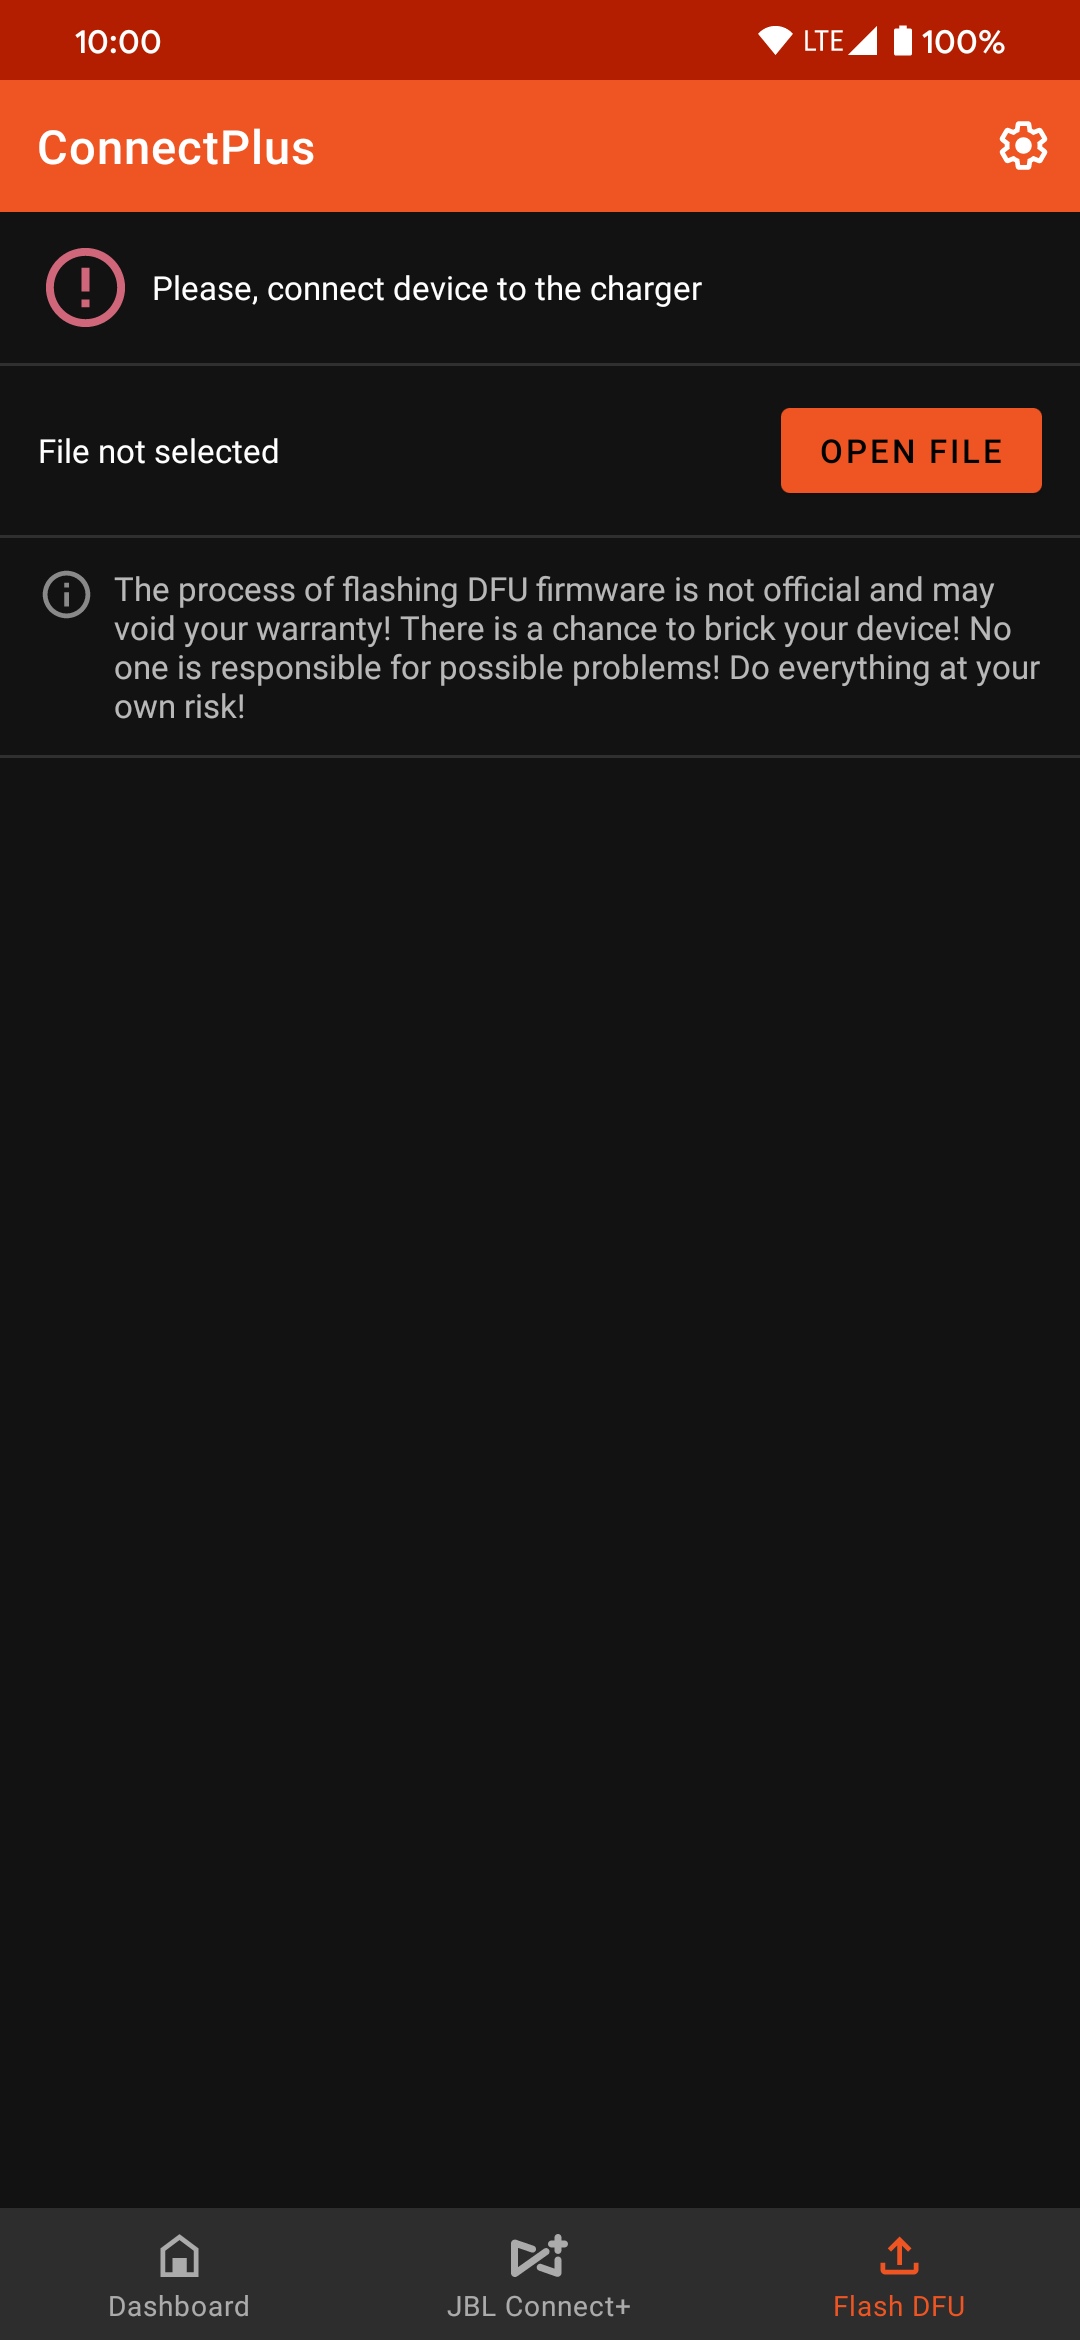 10:00 LTE 100%
ConnectPlus
Please, connect device to the charger
File not selected OPEN FILE
The process of flashing DFU firmware is not official and may
void your warranty! There is a chance to brick your device! No
one is responsible for possible problems! Do everything at your
own risk!
Dashboard JBL Connect+ Flash DFU